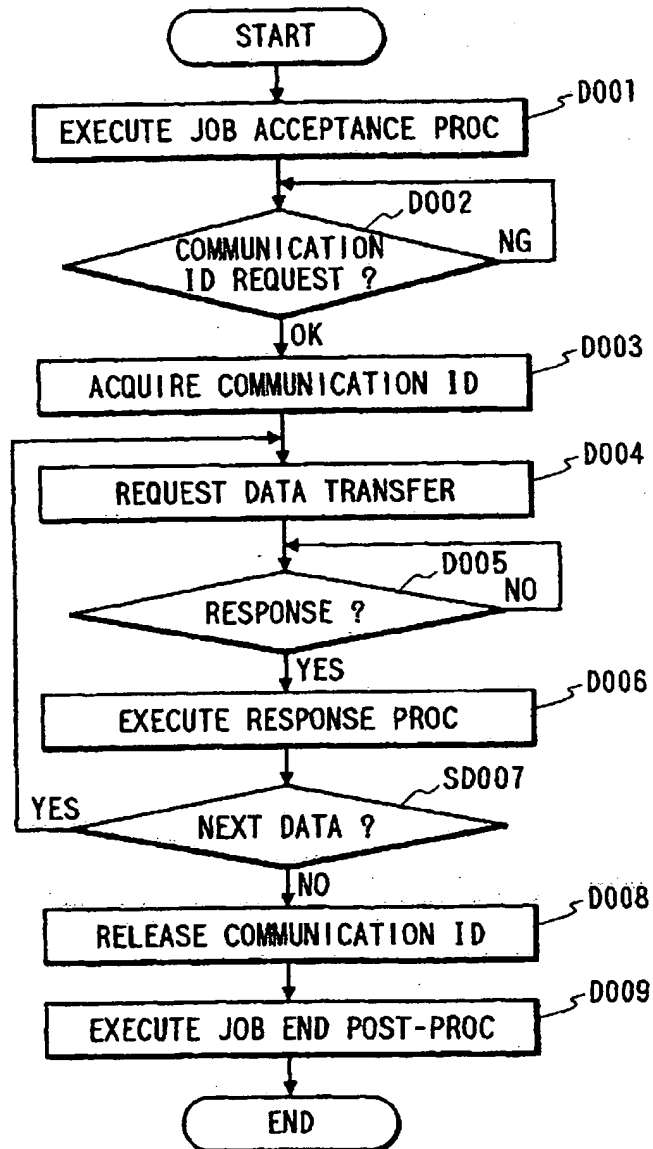 START
D001
EXECUTE JOB ACCEPTANCE PROC
D002
COMMUNICATION
ID REQUEST ?
NG
OK
D003
ACQUIRE COMMUNICATION ID
D004
REQUEST DATA TRANSFER
D005
RESPONSE ?
NO
YES
D006
EXECUTE RESPONSE PROC
SD007
YES
NEXT DATA ?
NO
D008
RELEASE COMMUNICATION ID
D009
EXECUTE JOB END POST-PROC
END